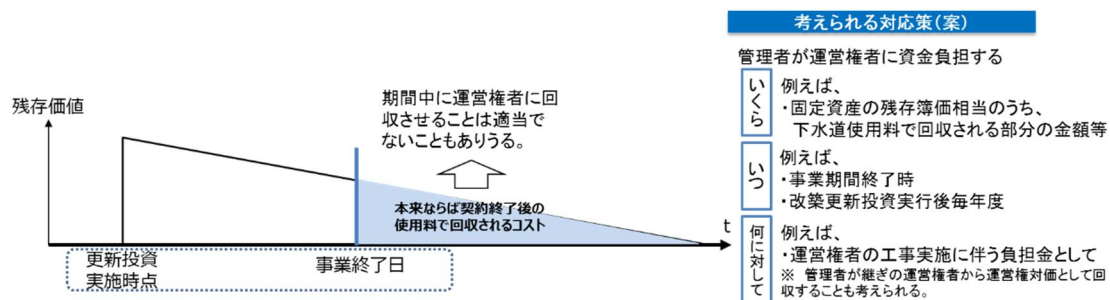 考えられる対応策（案）
管理者が運営権者に資金負担する
いくら
例えば、
・固定資産の残存簿価相当のうち、
下水道使用料で回収される部分の金額等
いつ
例えば、
・事業期間終了時
・改築更新投資実行後毎年度
何に対して
例えば、
・運営権者の工事実施に伴う負担金として
※ 管理者が継ぎの運営権者から運営権対価として回
収することも考えられる。
残存価値
期間中に運営権者に回
収させることは適当で
ないこともありうる。
本来ならば契約終了後の
使用料で回収されるコスト
t
更新投資
実施時点
事業終了日